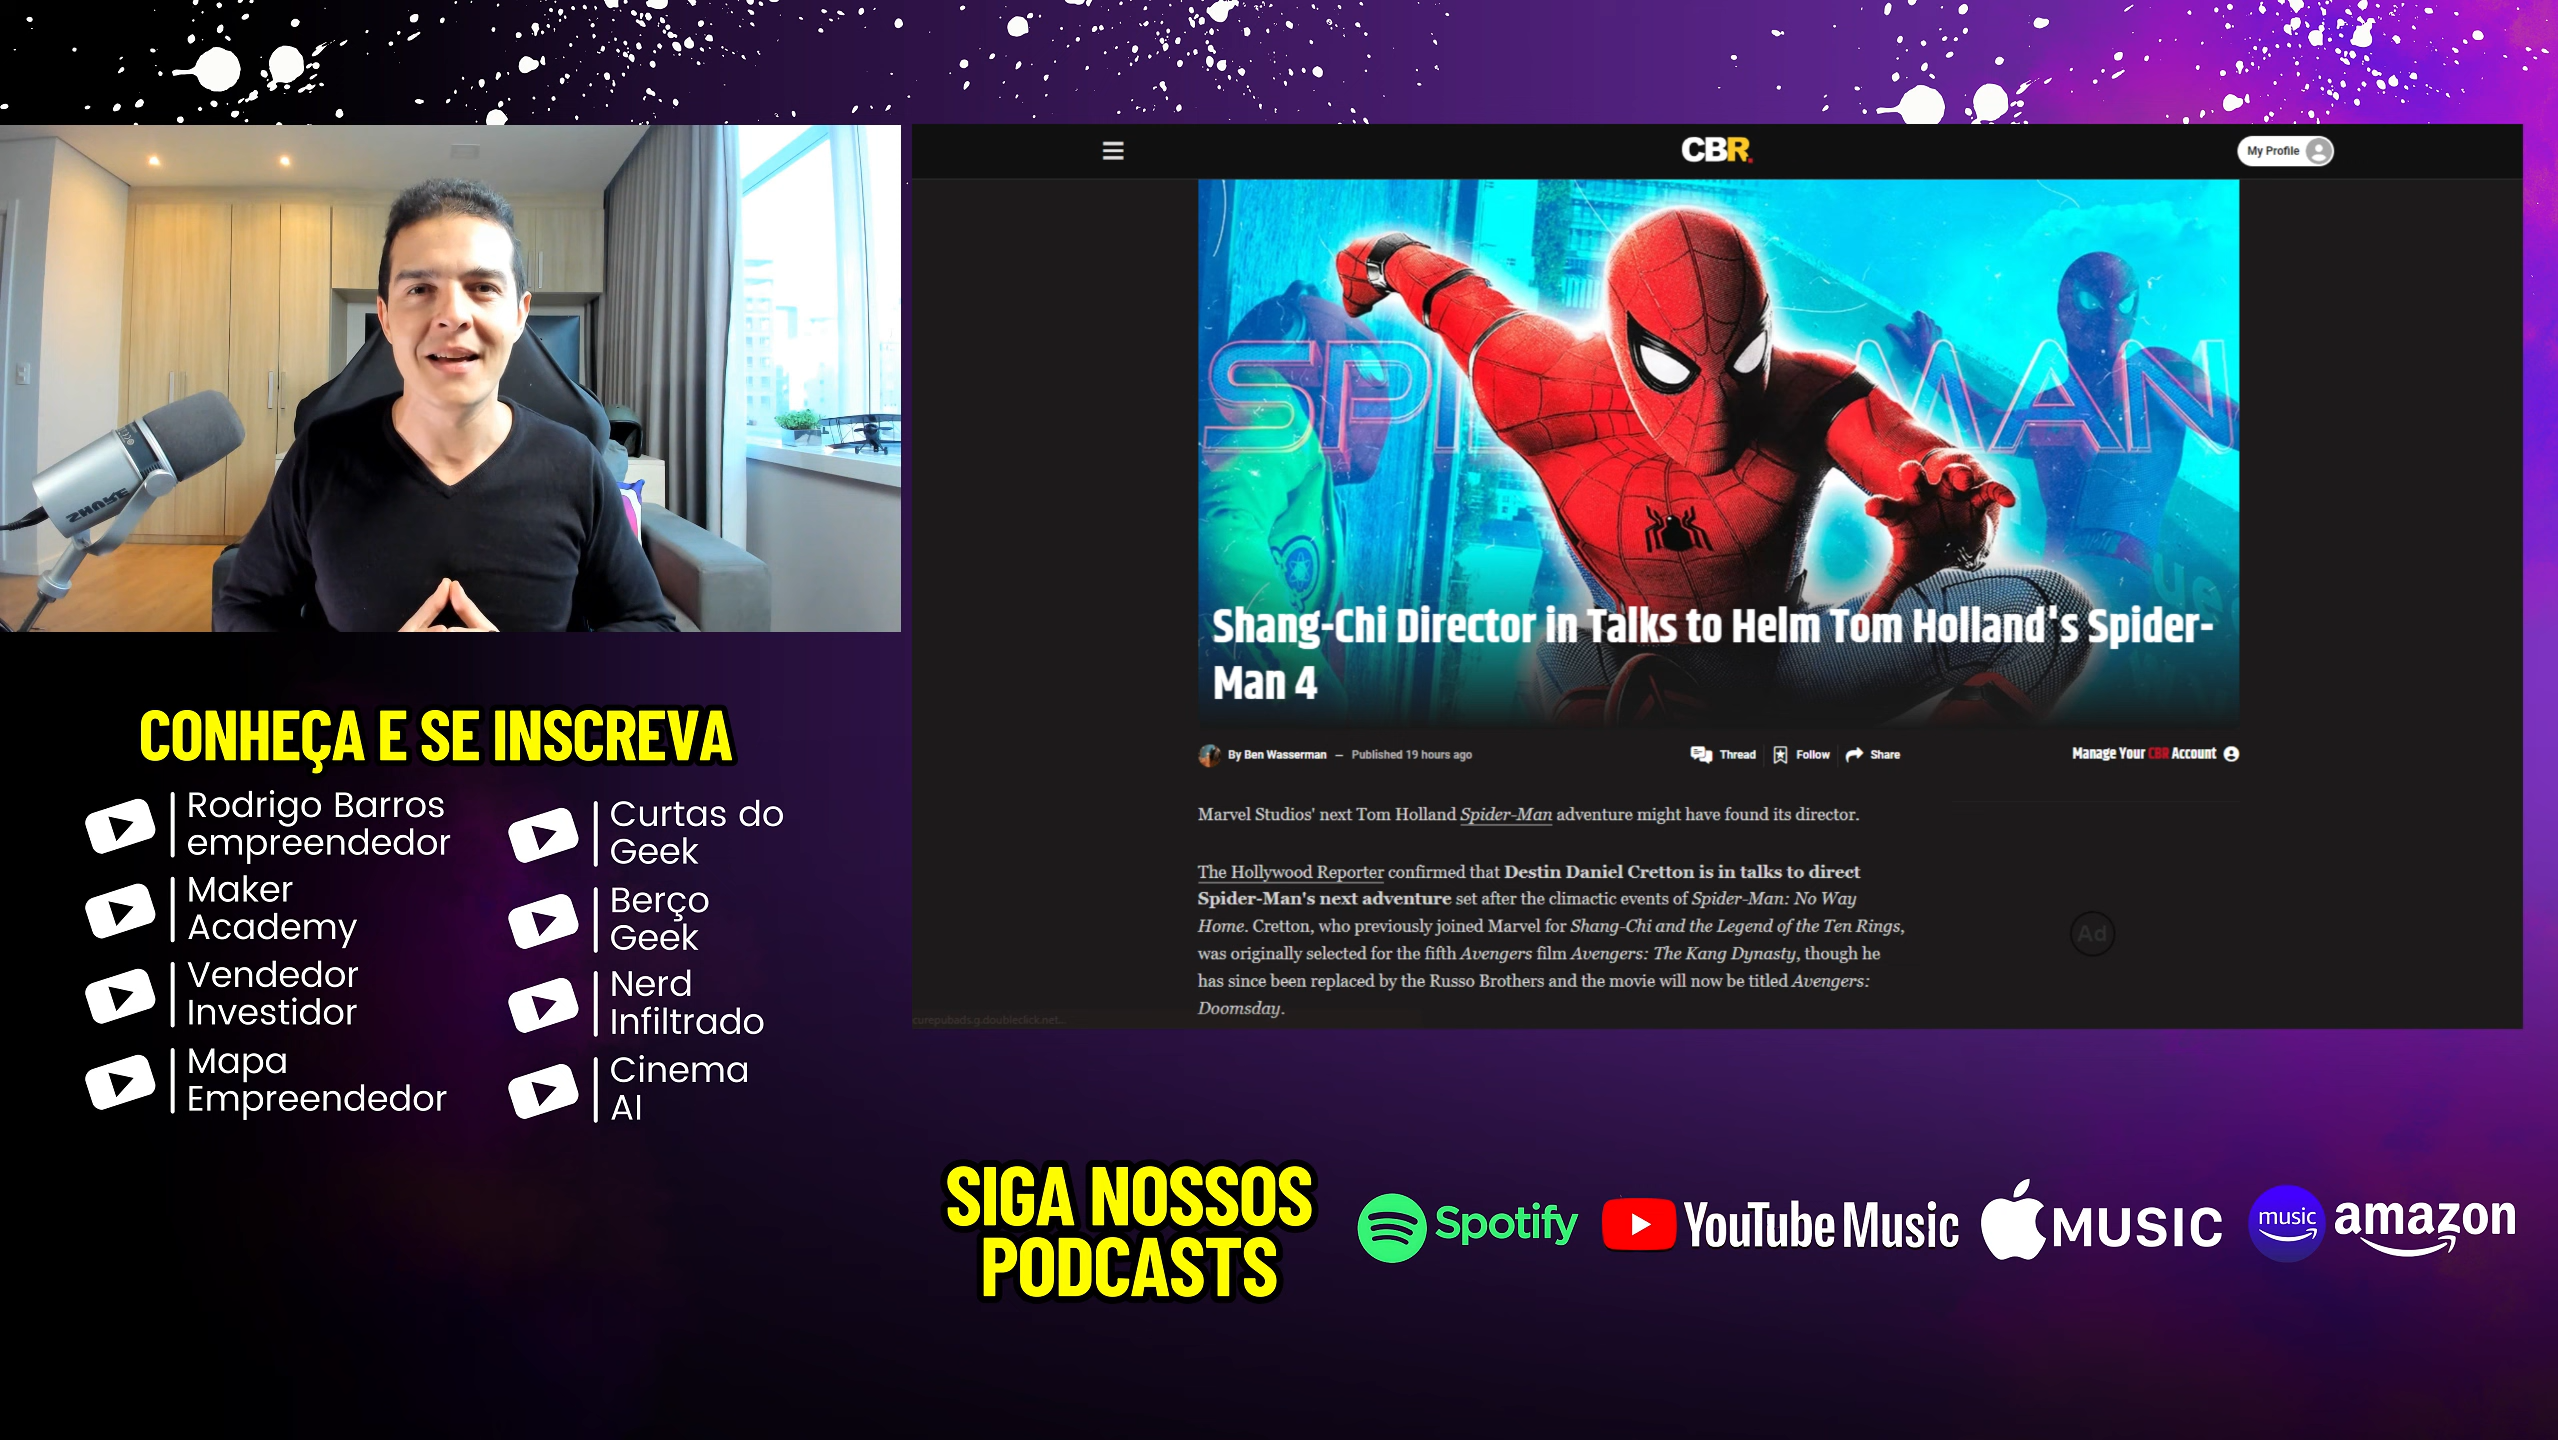 SHURE
CONHEÇA E SE INSCREVA
Rodrigo Barros
empreendedor
Maker
Academy
Vendedor
Investidor
Mapa
Empreendedor
Curtas do
Geek
Berço
Geek
Nerd
Infiltrado
Cinema
AI
CBR.
My Profile
SPI MAN
Shang-Chi Director in Talks to Helm Tom Holland's Spider-
Man 4
By Ben Wasserman – Published 19 hours ago
Thread
Follow
Share
Manage Your CBR Account
Marvel Studios' next Tom Holland Spider-Man adventure might have found its director.
The Hollywood Reporter confirmed that Destin Daniel Cretton is in talks to direct
Spider-Man's next adventure set after the climactic events of Spider-Man: No Way
Home. Cretton, who previously joined Marvel for Shang-Chi and the Legend of the Ten Rings,
was originally selected for the fifth Avengers film Avengers: The Kang Dynasty, though he
has since been replaced by the Russo Brothers and the movie will now be titled Avengers:
Doomsday.
Ad
curepubads.g.doubleclick.net...
SIGA NOSSOS
PODCASTS
Spotify
YouTube Music
MUSIC
music
amazon